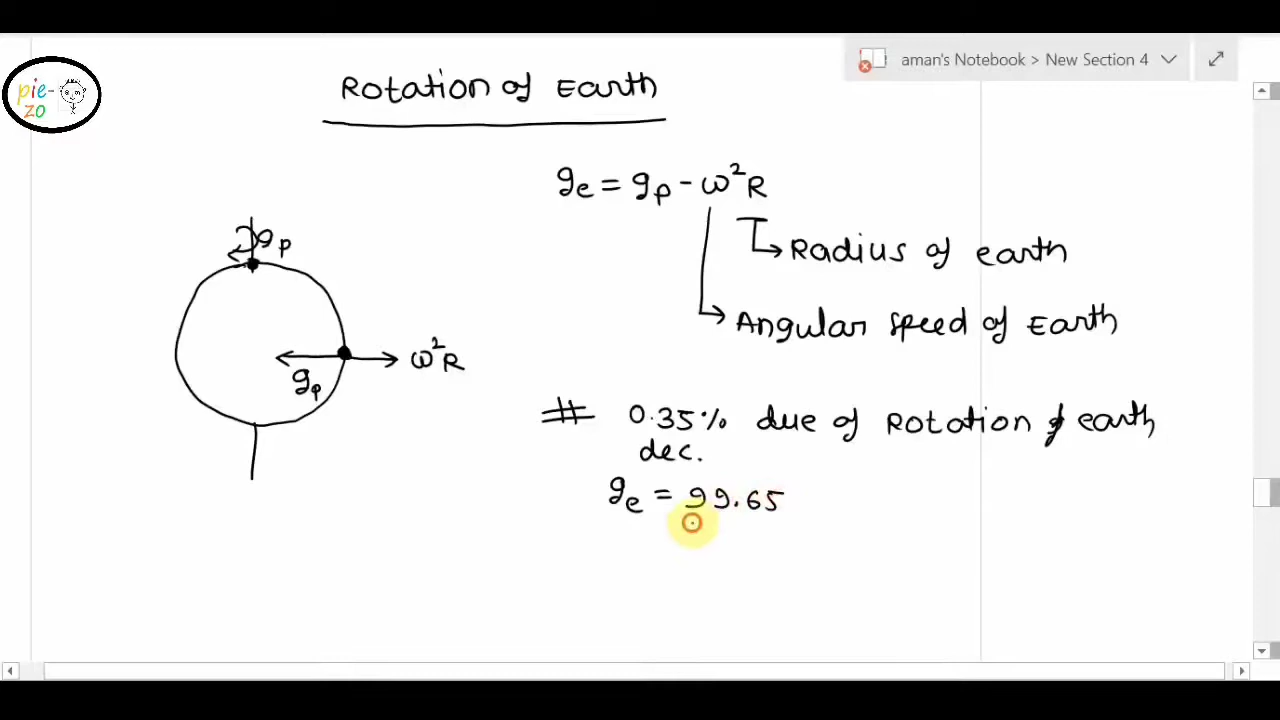 pie-
zo
aman's Notebook > New Section 4
Rotation of Earth
ge = gp - ω²R
Radius of earth
Angular speed of Earth
gp
ω²R
gp
# 0.35% due of Rotation of earth
dec.
ge = 99.65